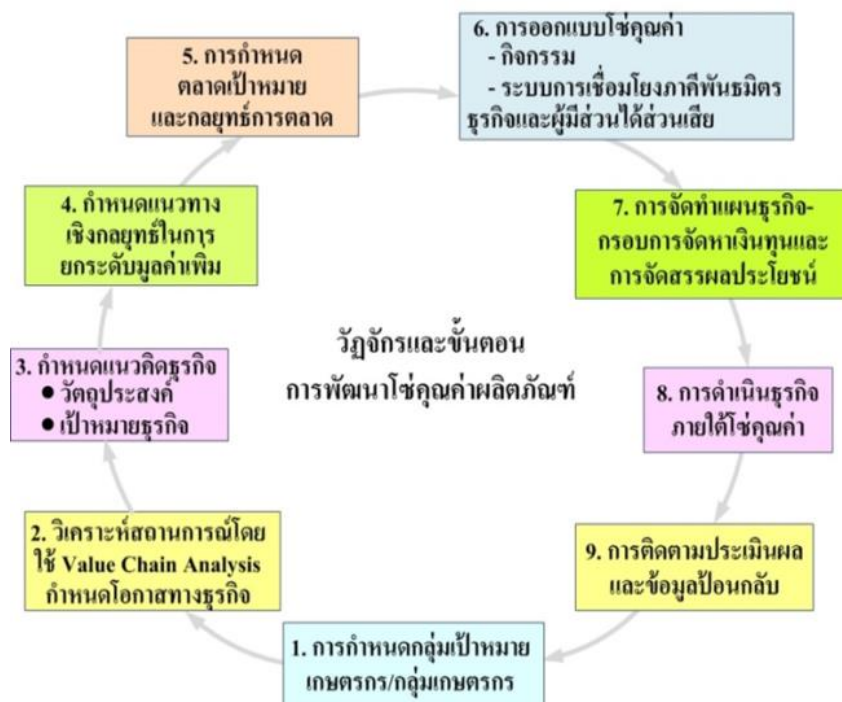 5. การกำหนด
ตลาดเป้าหมาย
และกลยุทธ์การตลาด
6. การออกแบบโซ่คุณค่า
- กิจกรรม
- ระบบการเชื่อมโยงภาคีพันธมิตร
ธุรกิจและผู้มีส่วนได้ส่วนเสีย
4. กำหนดแนวทาง
เชิงกลยุทธ์ในการ
ยกระดับมูลค่าเพิ่ม
7. การจัดทำแผนธุรกิจ-
กรอบการจัดหาเงินทุนและ
การจัดสรรผลประโยชน์
วัฏจักรและขั้นตอน
การพัฒนาโซ่คุณค่าผลิตภัณฑ์
3. กำหนดแนวคิดธุรกิจ
● วัตถุประสงค์
● เป้าหมายธุรกิจ
8. การดำเนินธุรกิจ
ภายใต้โซ่คุณค่า
2. วิเคราะห์สถานการณ์โดย
ใช้ Value Chain Analysis
กำหนดโอกาสทางธุรกิจ
9. การติดตามประเมินผล
และข้อมูลป้อนกลับ
1. การกำหนดกลุ่มเป้าหมาย
เกษตรกร/กลุ่มเกษตรกร